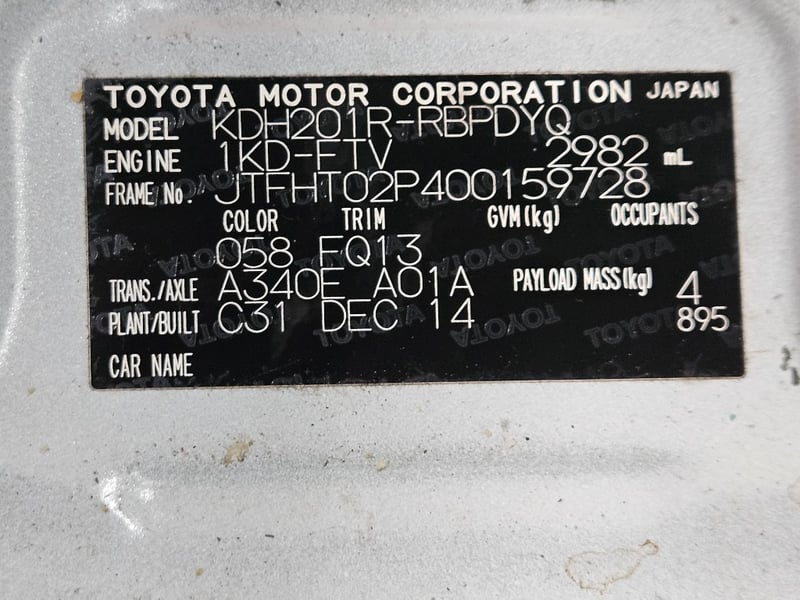 TOYOTA MOTOR CORPORATION JAPAN
MODEL KDH201R-RBPDYQ
ENGINE 1KD-FTV 2982 mL
FRAME No. JTFHT02P400159728
COLOR TRIM GVM(kg) OCCUPANTS
058 FQ13
TRANS./AXLE A340E A01A PAYLOAD MASS(kg) 4
PLANT/BUILT C31 DEC 14 895
CAR NAME